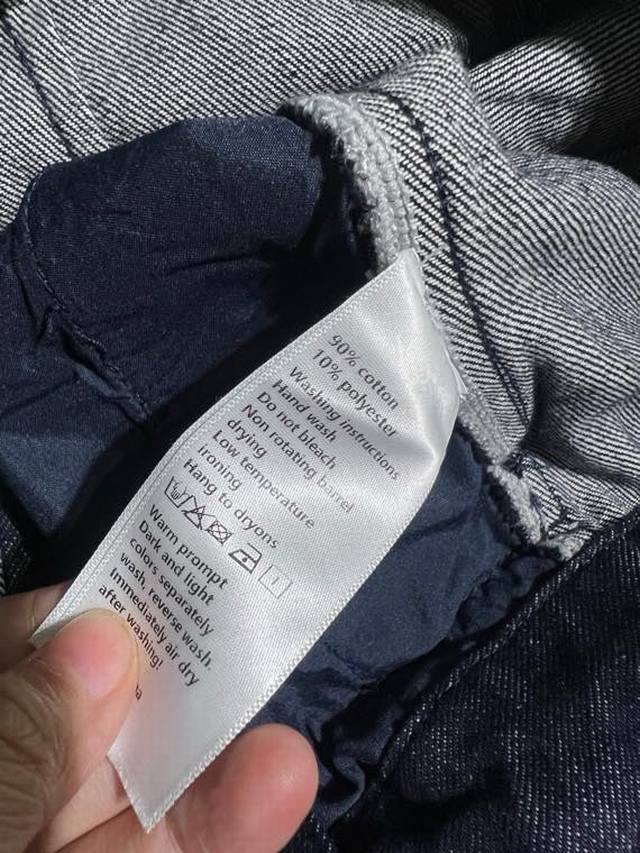 90% cotton
10% polyester
Washing instructions
Hand wash
Do not bleach
Non rotating barrel
drying
Low temperature
ironing
Hang to dryons
Warm prompt
Dark and light
colors separately
wash, reverse wash.
Immediately air dry
after washing!